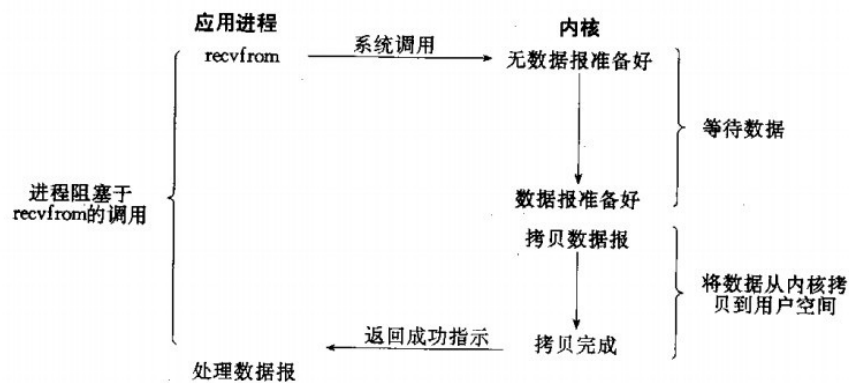 应用进程
内核
recvfrom
系统调用
无数据报准备好
等待数据
进程阻塞于
recvfrom的调用
数据报准备好
拷贝数据报
将数据从内核拷
贝到用户空间
返回成功指示
拷贝完成
处理数据报